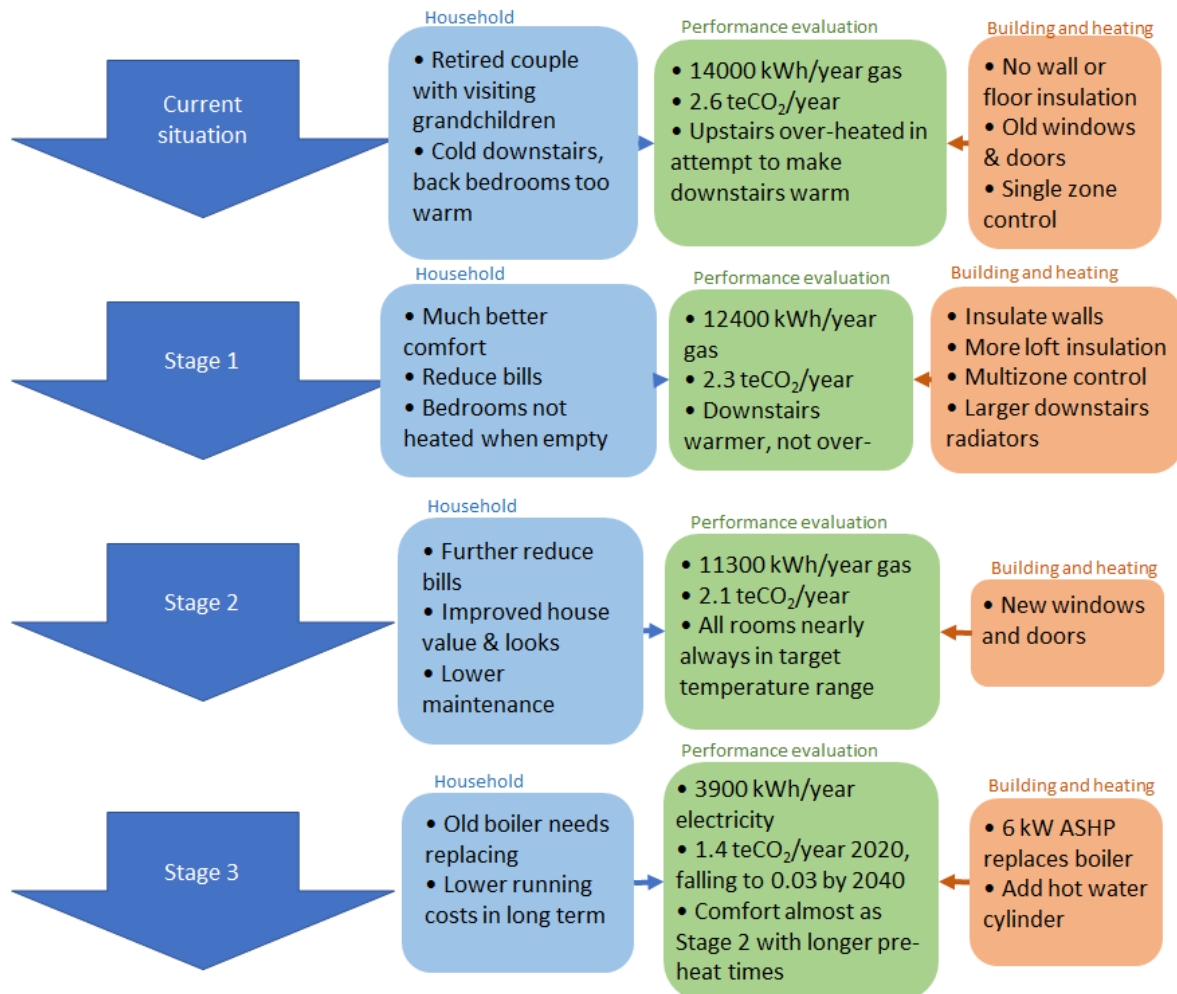 Current
situation
Household
• Retired couple
with visiting
grandchildren
• Cold downstairs,
back bedrooms too
warm
Performance evaluation
• 14000 kWh/year gas
• 2.6 teCO₂/year
• Upstairs over-heated in
attempt to make
downstairs warm
Building and heating
• No wall or
floor insulation
• Old windows
& doors
• Single zone
control
Stage 1
Household
• Much better
comfort
• Reduce bills
• Bedrooms not
heated when empty
Performance evaluation
• 12400 kWh/year
gas
• 2.3 teCO₂/year
• Downstairs
warmer, not over-
Building and heating
• Insulate walls
• More loft insulation
• Multizone control
• Larger downstairs
radiators
Stage 2
Household
• Further reduce
bills
• Improved house
value & looks
• Lower
maintenance
Performance evaluation
• 11300 kWh/year gas
• 2.1 teCO₂/year
• All rooms nearly
always in target
temperature range
Building and heating
• New windows
and doors
Stage 3
Household
• Old boiler needs
replacing
• Lower running
costs in long term
Performance evaluation
• 3900 kWh/year
electricity
• 1.4 teCO₂/year 2020,
falling to 0.03 by 2040
• Comfort almost as
Stage 2 with longer pre-
heat times
Building and heating
• 6 kW ASHP
replaces boiler
• Add hot water
cylinder